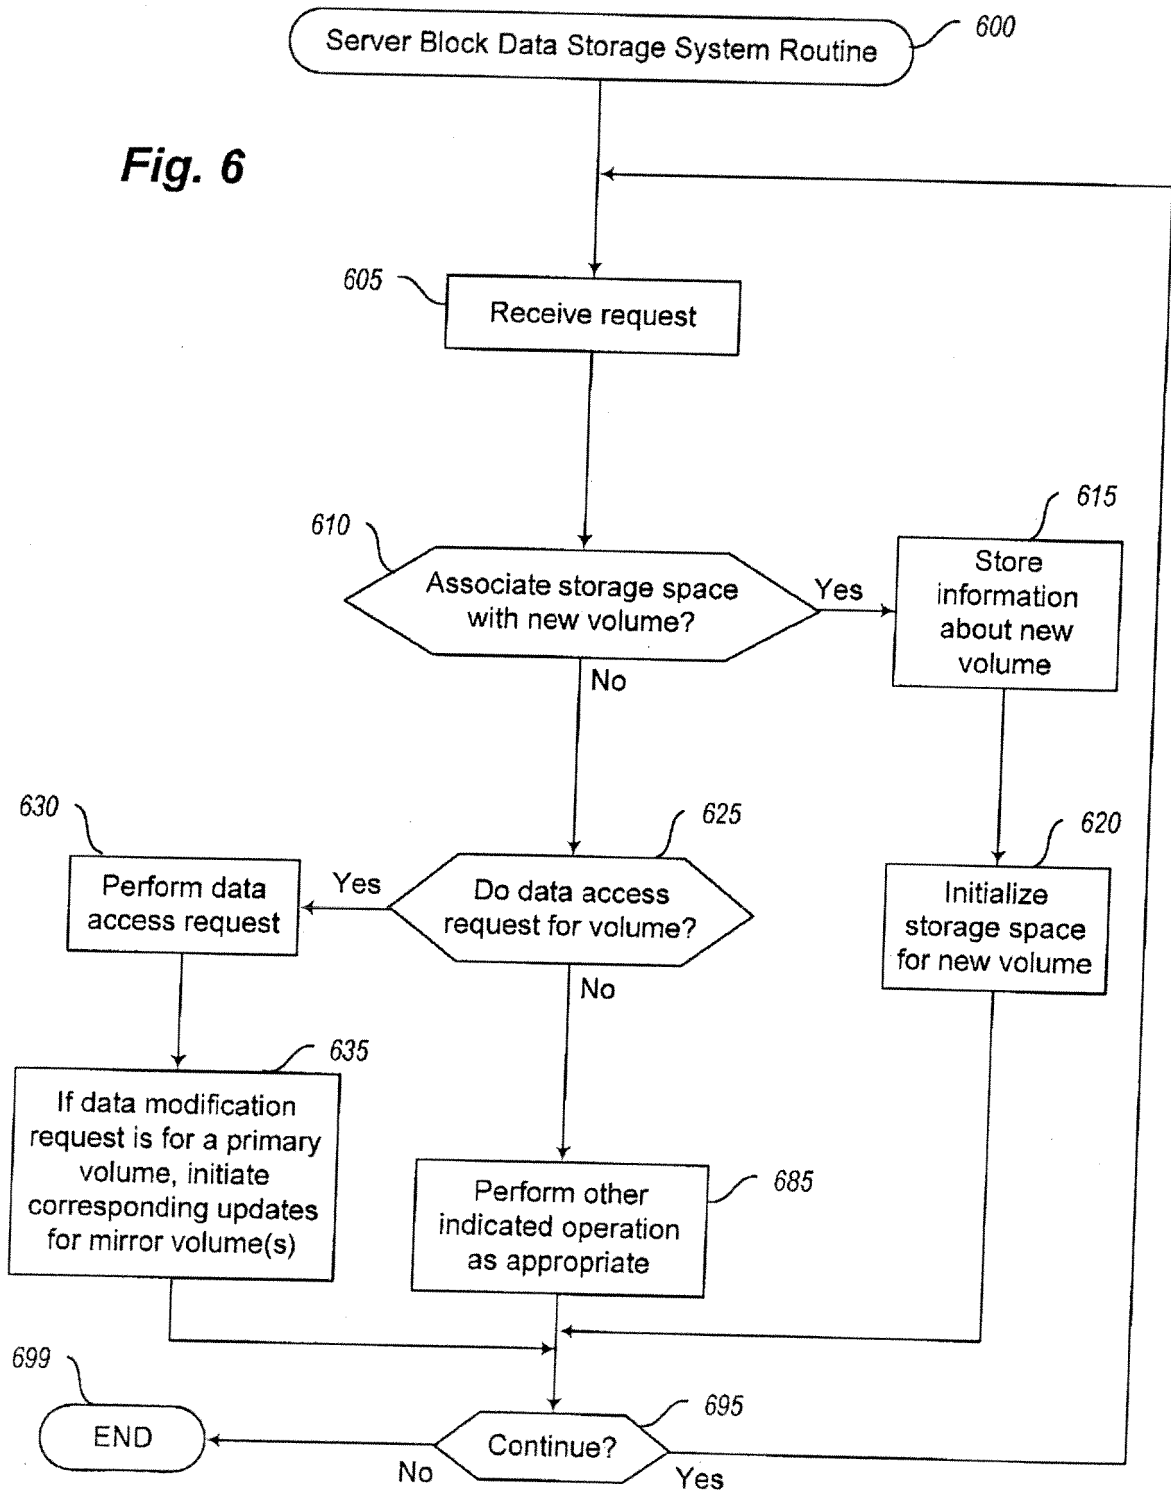 Server Block Data Storage System Routine
600
Fig. 6
605
Receive request
610
Associate storage space
with new volume?
Yes
No
615
Store
information
about new
volume
630
Perform data
access request
Yes
625
Do data access
request for volume?
No
620
Initialize
storage space
for new volume
635
If data modification
request is for a primary
volume, initiate
corresponding updates
for mirror volume(s)
685
Perform other
indicated operation
as appropriate
699
END
695
Continue?
No
Yes